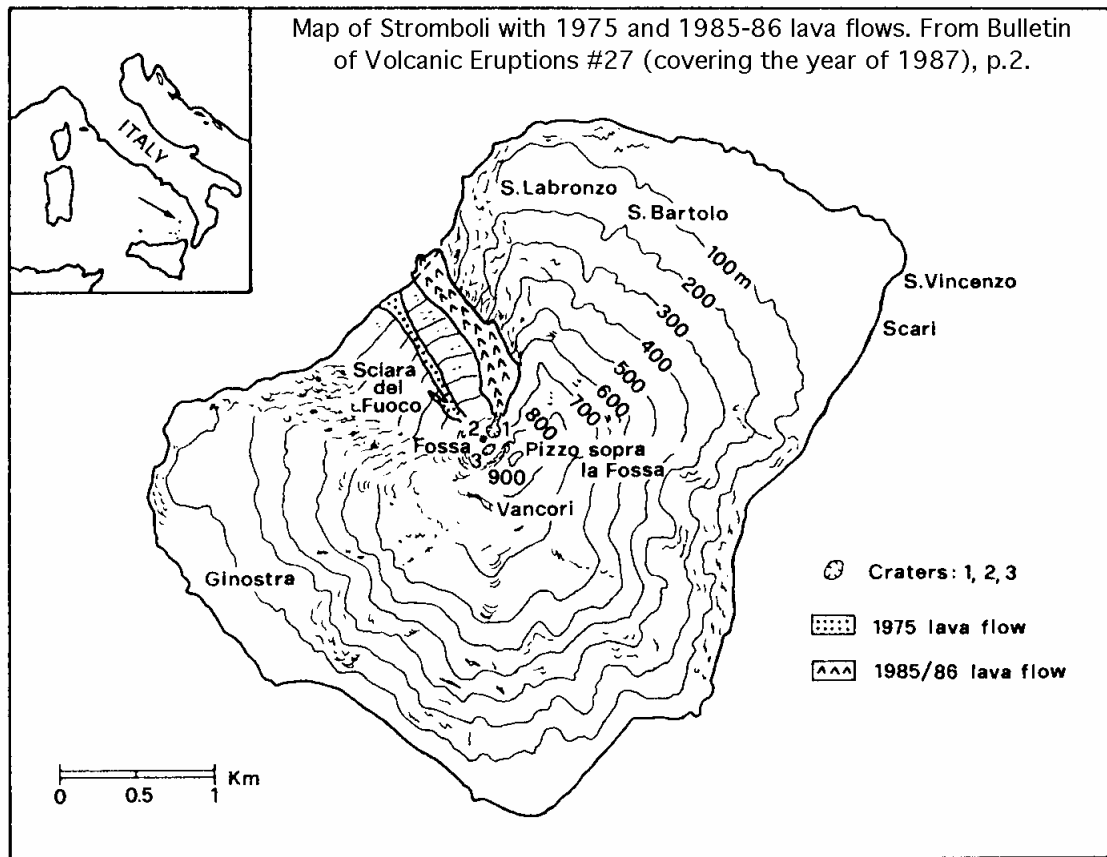 Map of Stromboli with 1975 and 1985-86 lava flows. From Bulletin
of Volcanic Eruptions #27 (covering the year of 1987), p.2.
ITALY
S.Labronzo
S.Bartolo
100 m
200
300
400
500
600
700
800
900
S.Vincenzo
Scari
Sciara
del
Fuoco
2
1
Fossa
3
Pizzo sopra
la Fossa
Vancori
Ginostra
Craters: 1, 2, 3
1975 lava flow
1985/86 lava flow
Km
0 0.5 1